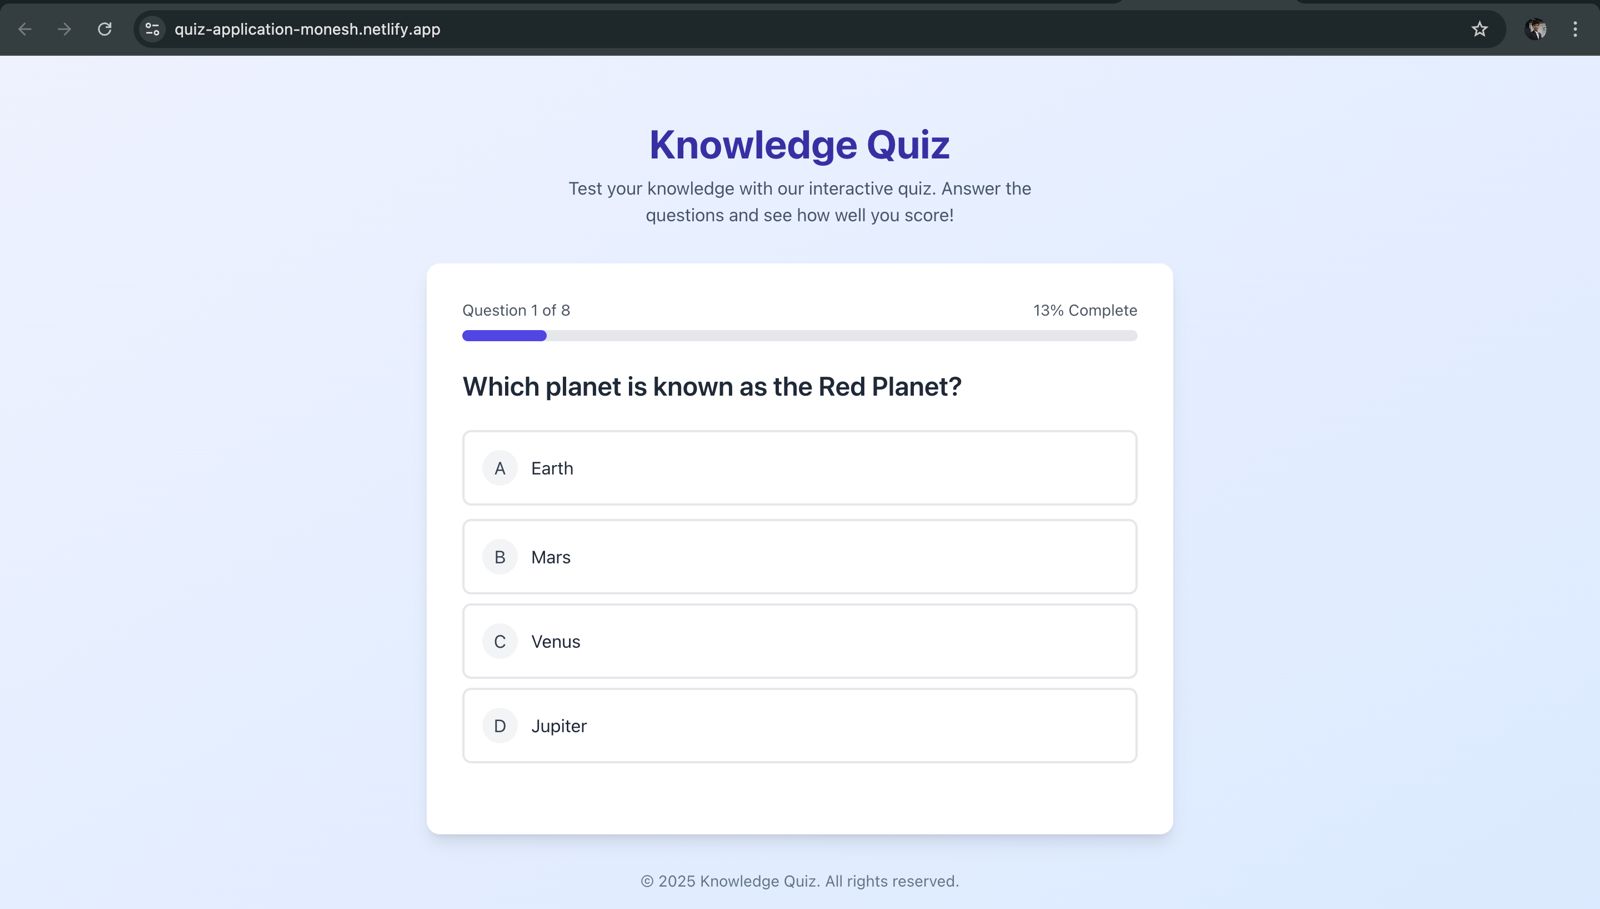 quiz-application-monesh.netlify.app
Knowledge Quiz
Test your knowledge with our interactive quiz. Answer the
questions and see how well you score!
Question 1 of 8
13% Complete
Which planet is known as the Red Planet?
A Earth
B Mars
C Venus
D Jupiter
© 2025 Knowledge Quiz. All rights reserved.